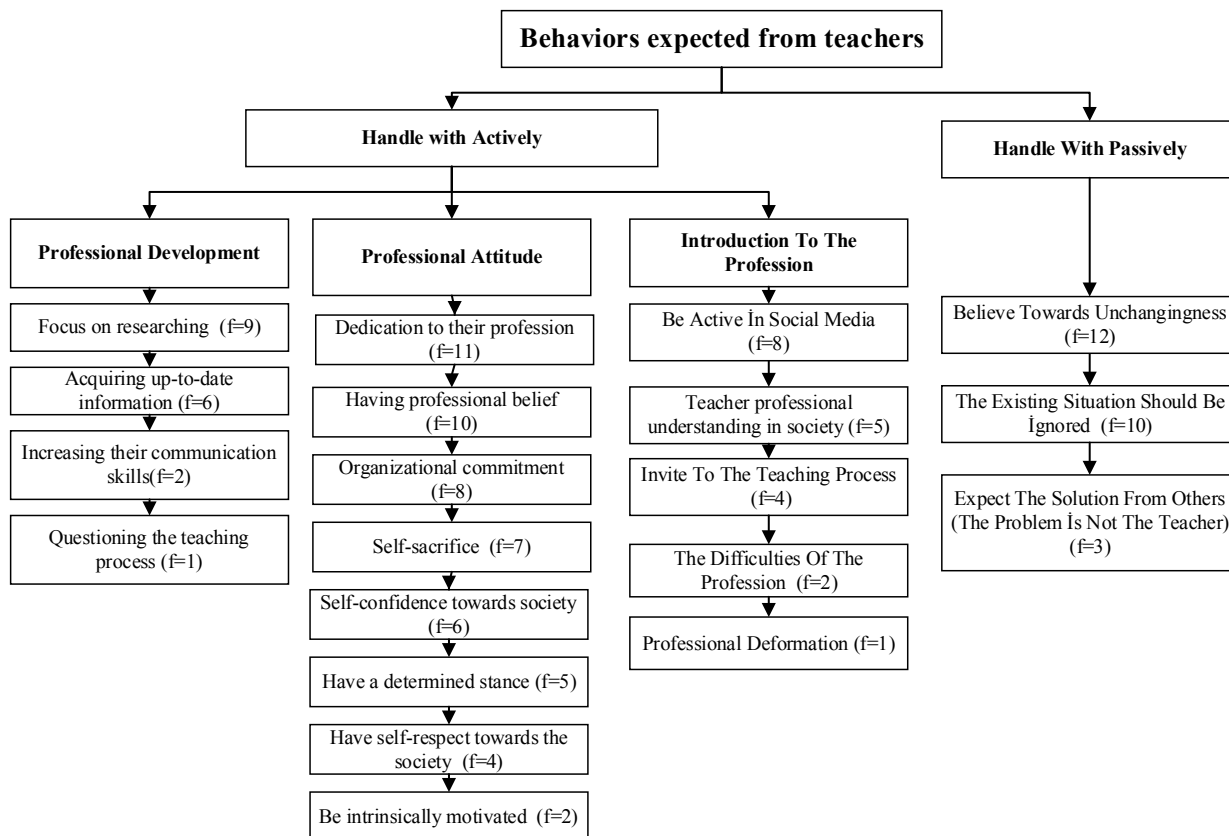 Behaviors expected from teachers
Handle with Actively
Handle With Passively
Professional Development
Focus on researching (f=9)
Acquiring up-to-date
information (f=6)
Increasing their communication
skills(f=2)
Questioning the teaching
process (f=1)
Professional Attitude
Dedication to their profession
(f=11)
Having professional belief
(f=10)
Organizational commitment
(f=8)
Self-sacrifice (f=7)
Self-confidence towards society
(f=6)
Have a determined stance (f=5)
Have self-respect towards the
society (f=4)
Be intrinsically motivated (f=2)
Introduction To The
Profession
Be Active İn Social Media
(f=8)
Teacher professional
understanding in society (f=5)
Invite To The Teaching Process
(f=4)
The Difficulties Of The
Profession (f=2)
Professional Deformation (f=1)
Believe Towards Unchangingness
(f=12)
The Existing Situation Should Be
İgnored (f=10)
Expect The Solution From Others
(The Problem İs Not The Teacher)
(f=3)